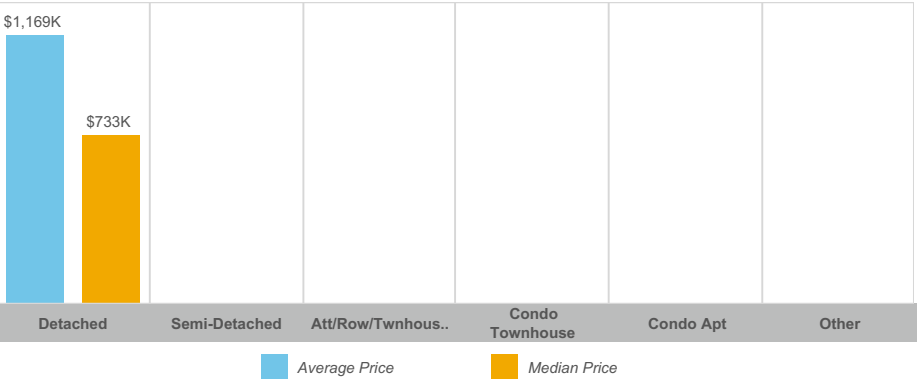 $1,169K
$733K
Detached
Semi-Detached
Att/Row/Twnhous..
Condo
Townhouse
Condo Apt
Other
Average Price
Median Price